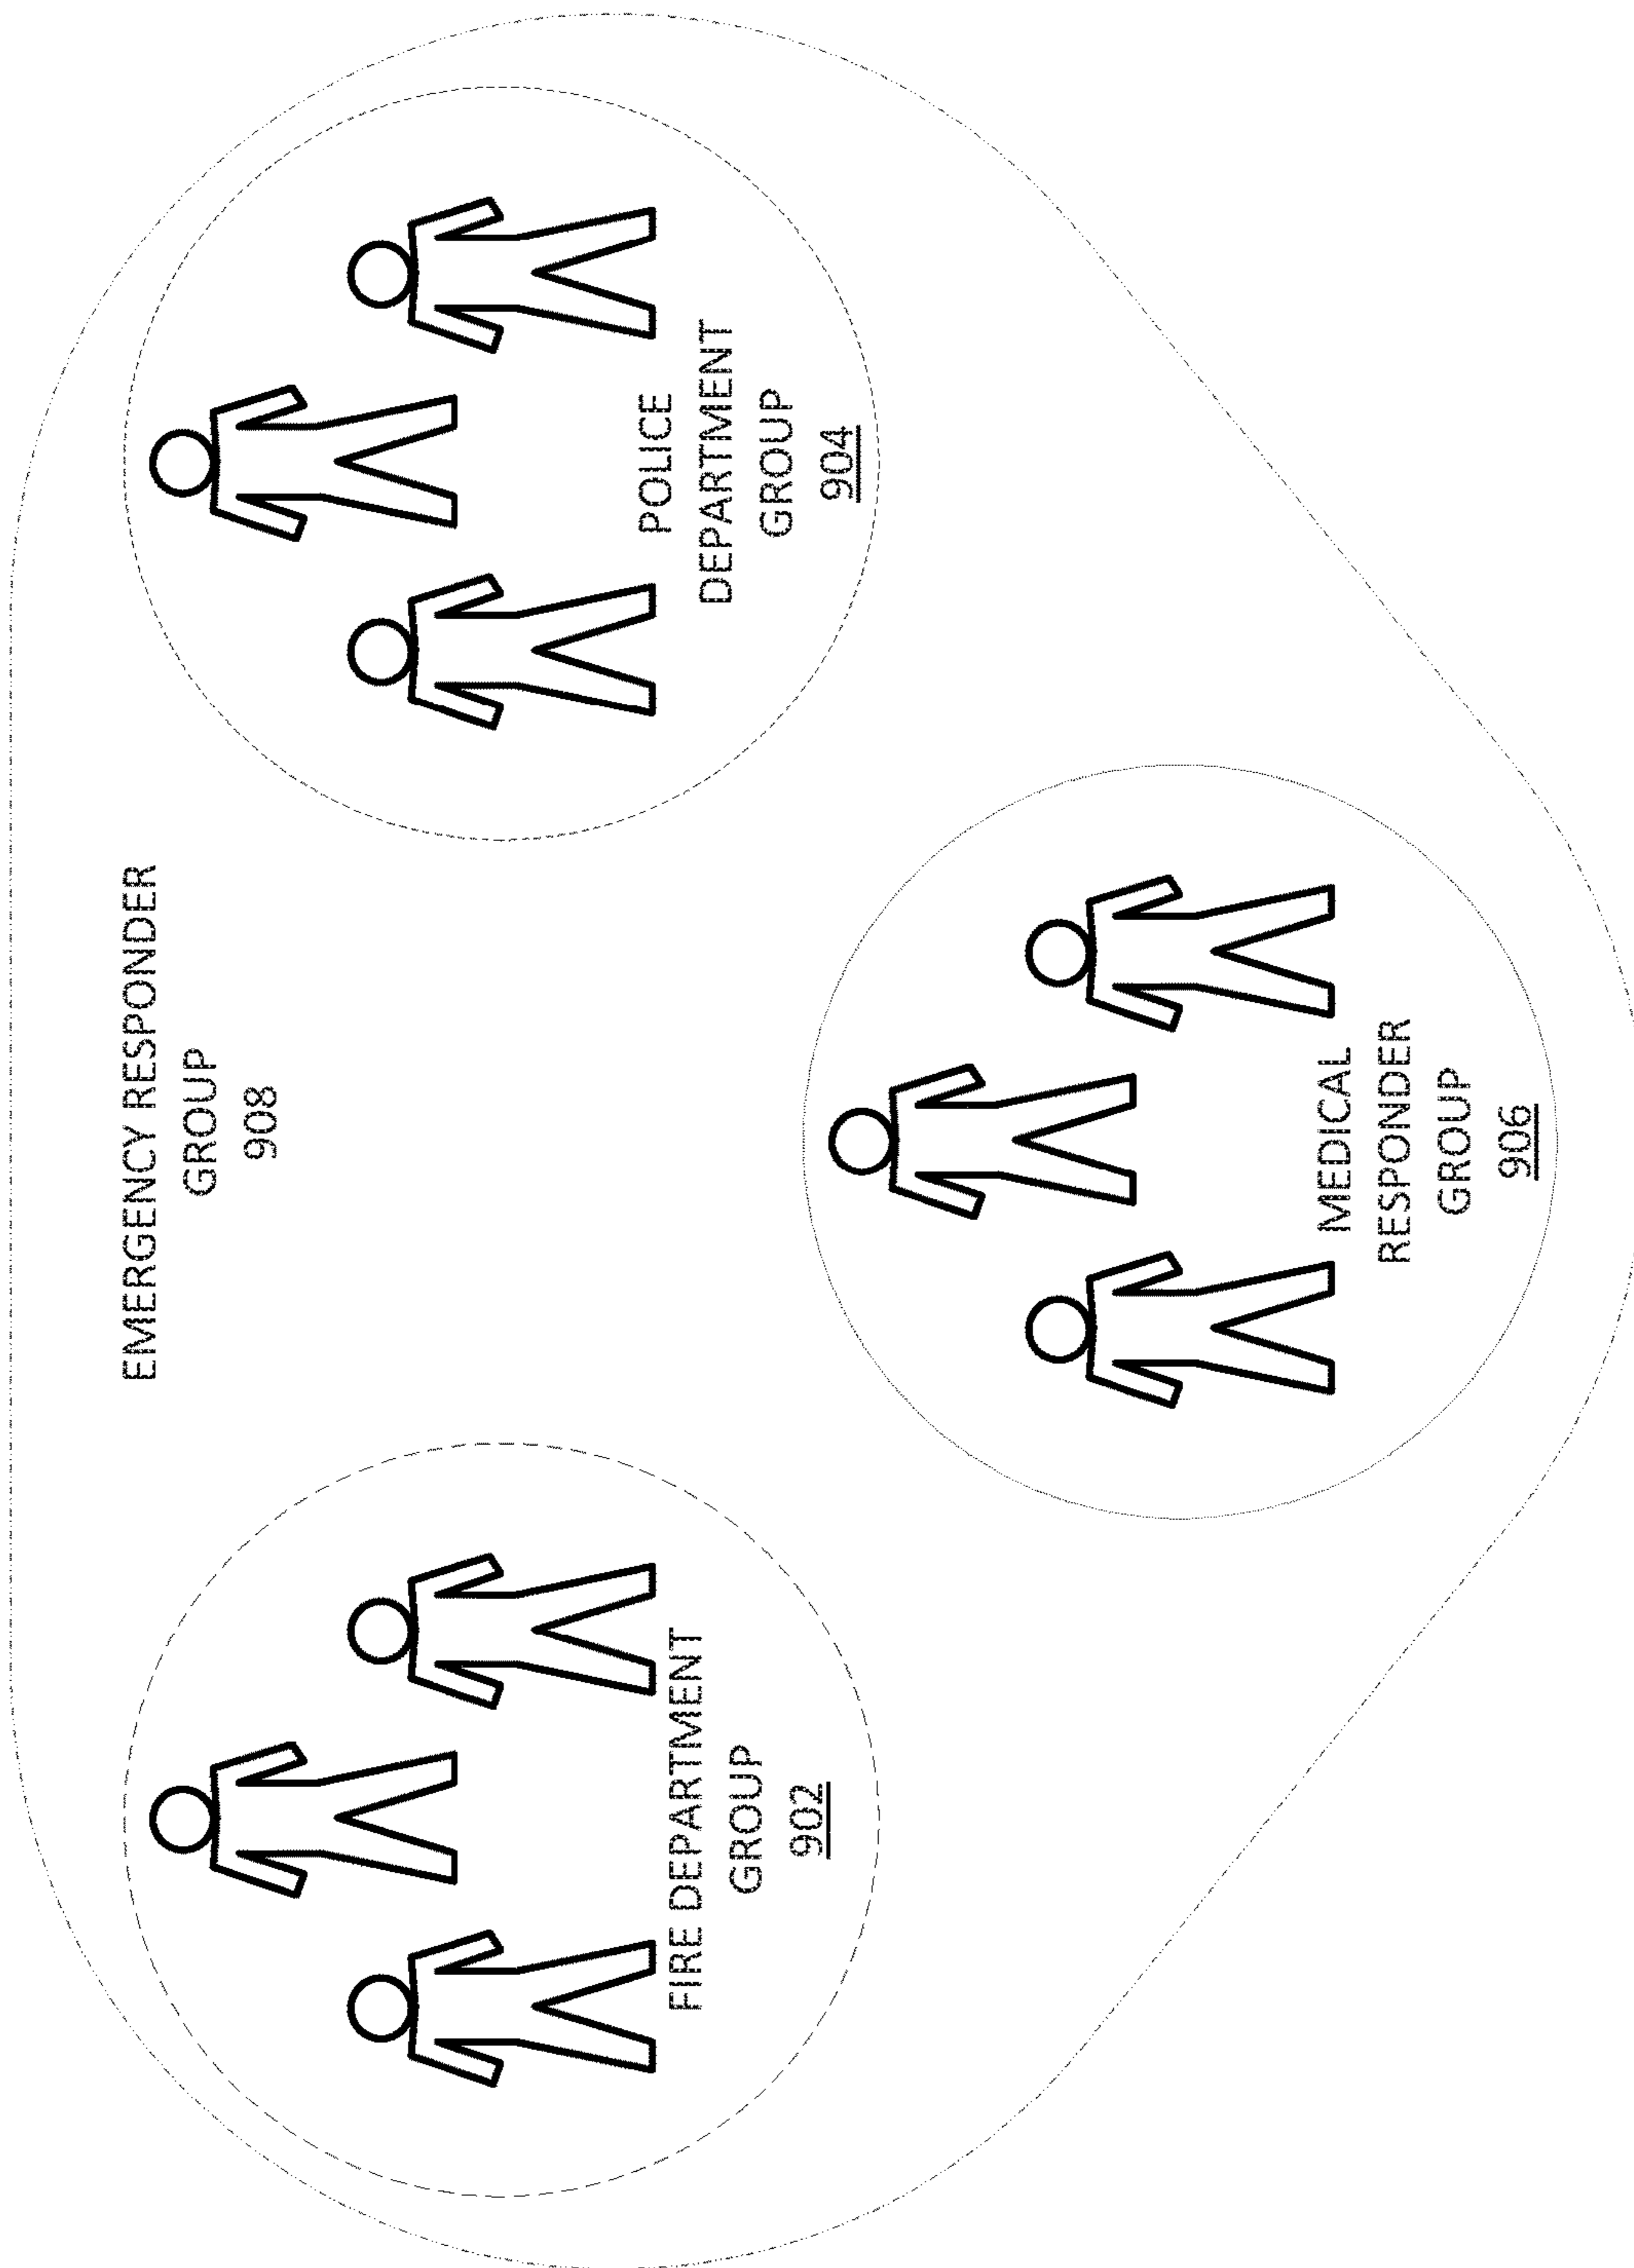 EMERGENCY RESPONDER
GROUP
908
FIRE DEPARTMENT
GROUP
902
POLICE
DEPARTMENT
GROUP
904
MEDICAL
RESPONDER
GROUP
906